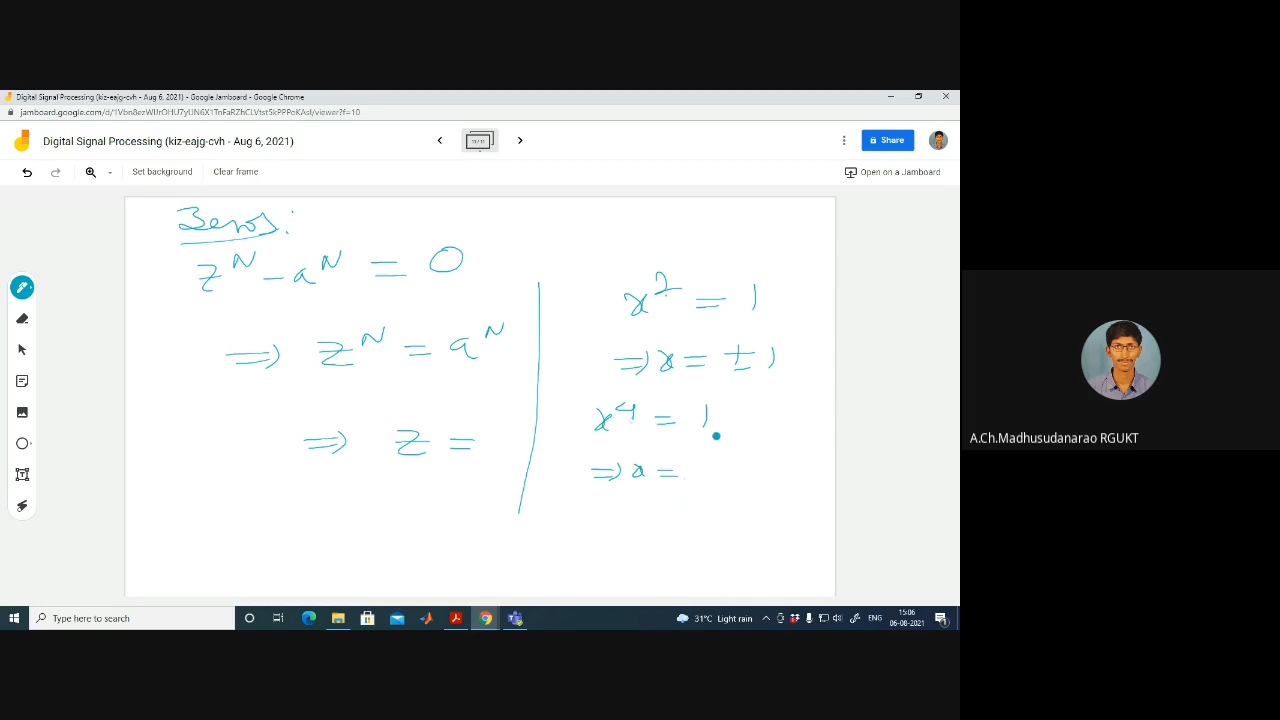 Digital Signal Processing (kiz-eajg-cvh - Aug 6, 2021) - Google Jamboard - Google Chrome
Digital Signal Processing (kiz-eajg-cvh - Aug 6, 2021)
11 / 11
Share
Set background
Clear frame
Open on a Jamboard
Zeros:
z^N - a^N = 0
⇒ z^N = a^N
⇒ z =
x^2 = 1
⇒ x = ± 1
x^4 = 1
⇒ x =
A.Ch.Madhusudanarao RGUKT
Type here to search
31°C Light rain
ENG
15:06
06-08-2021